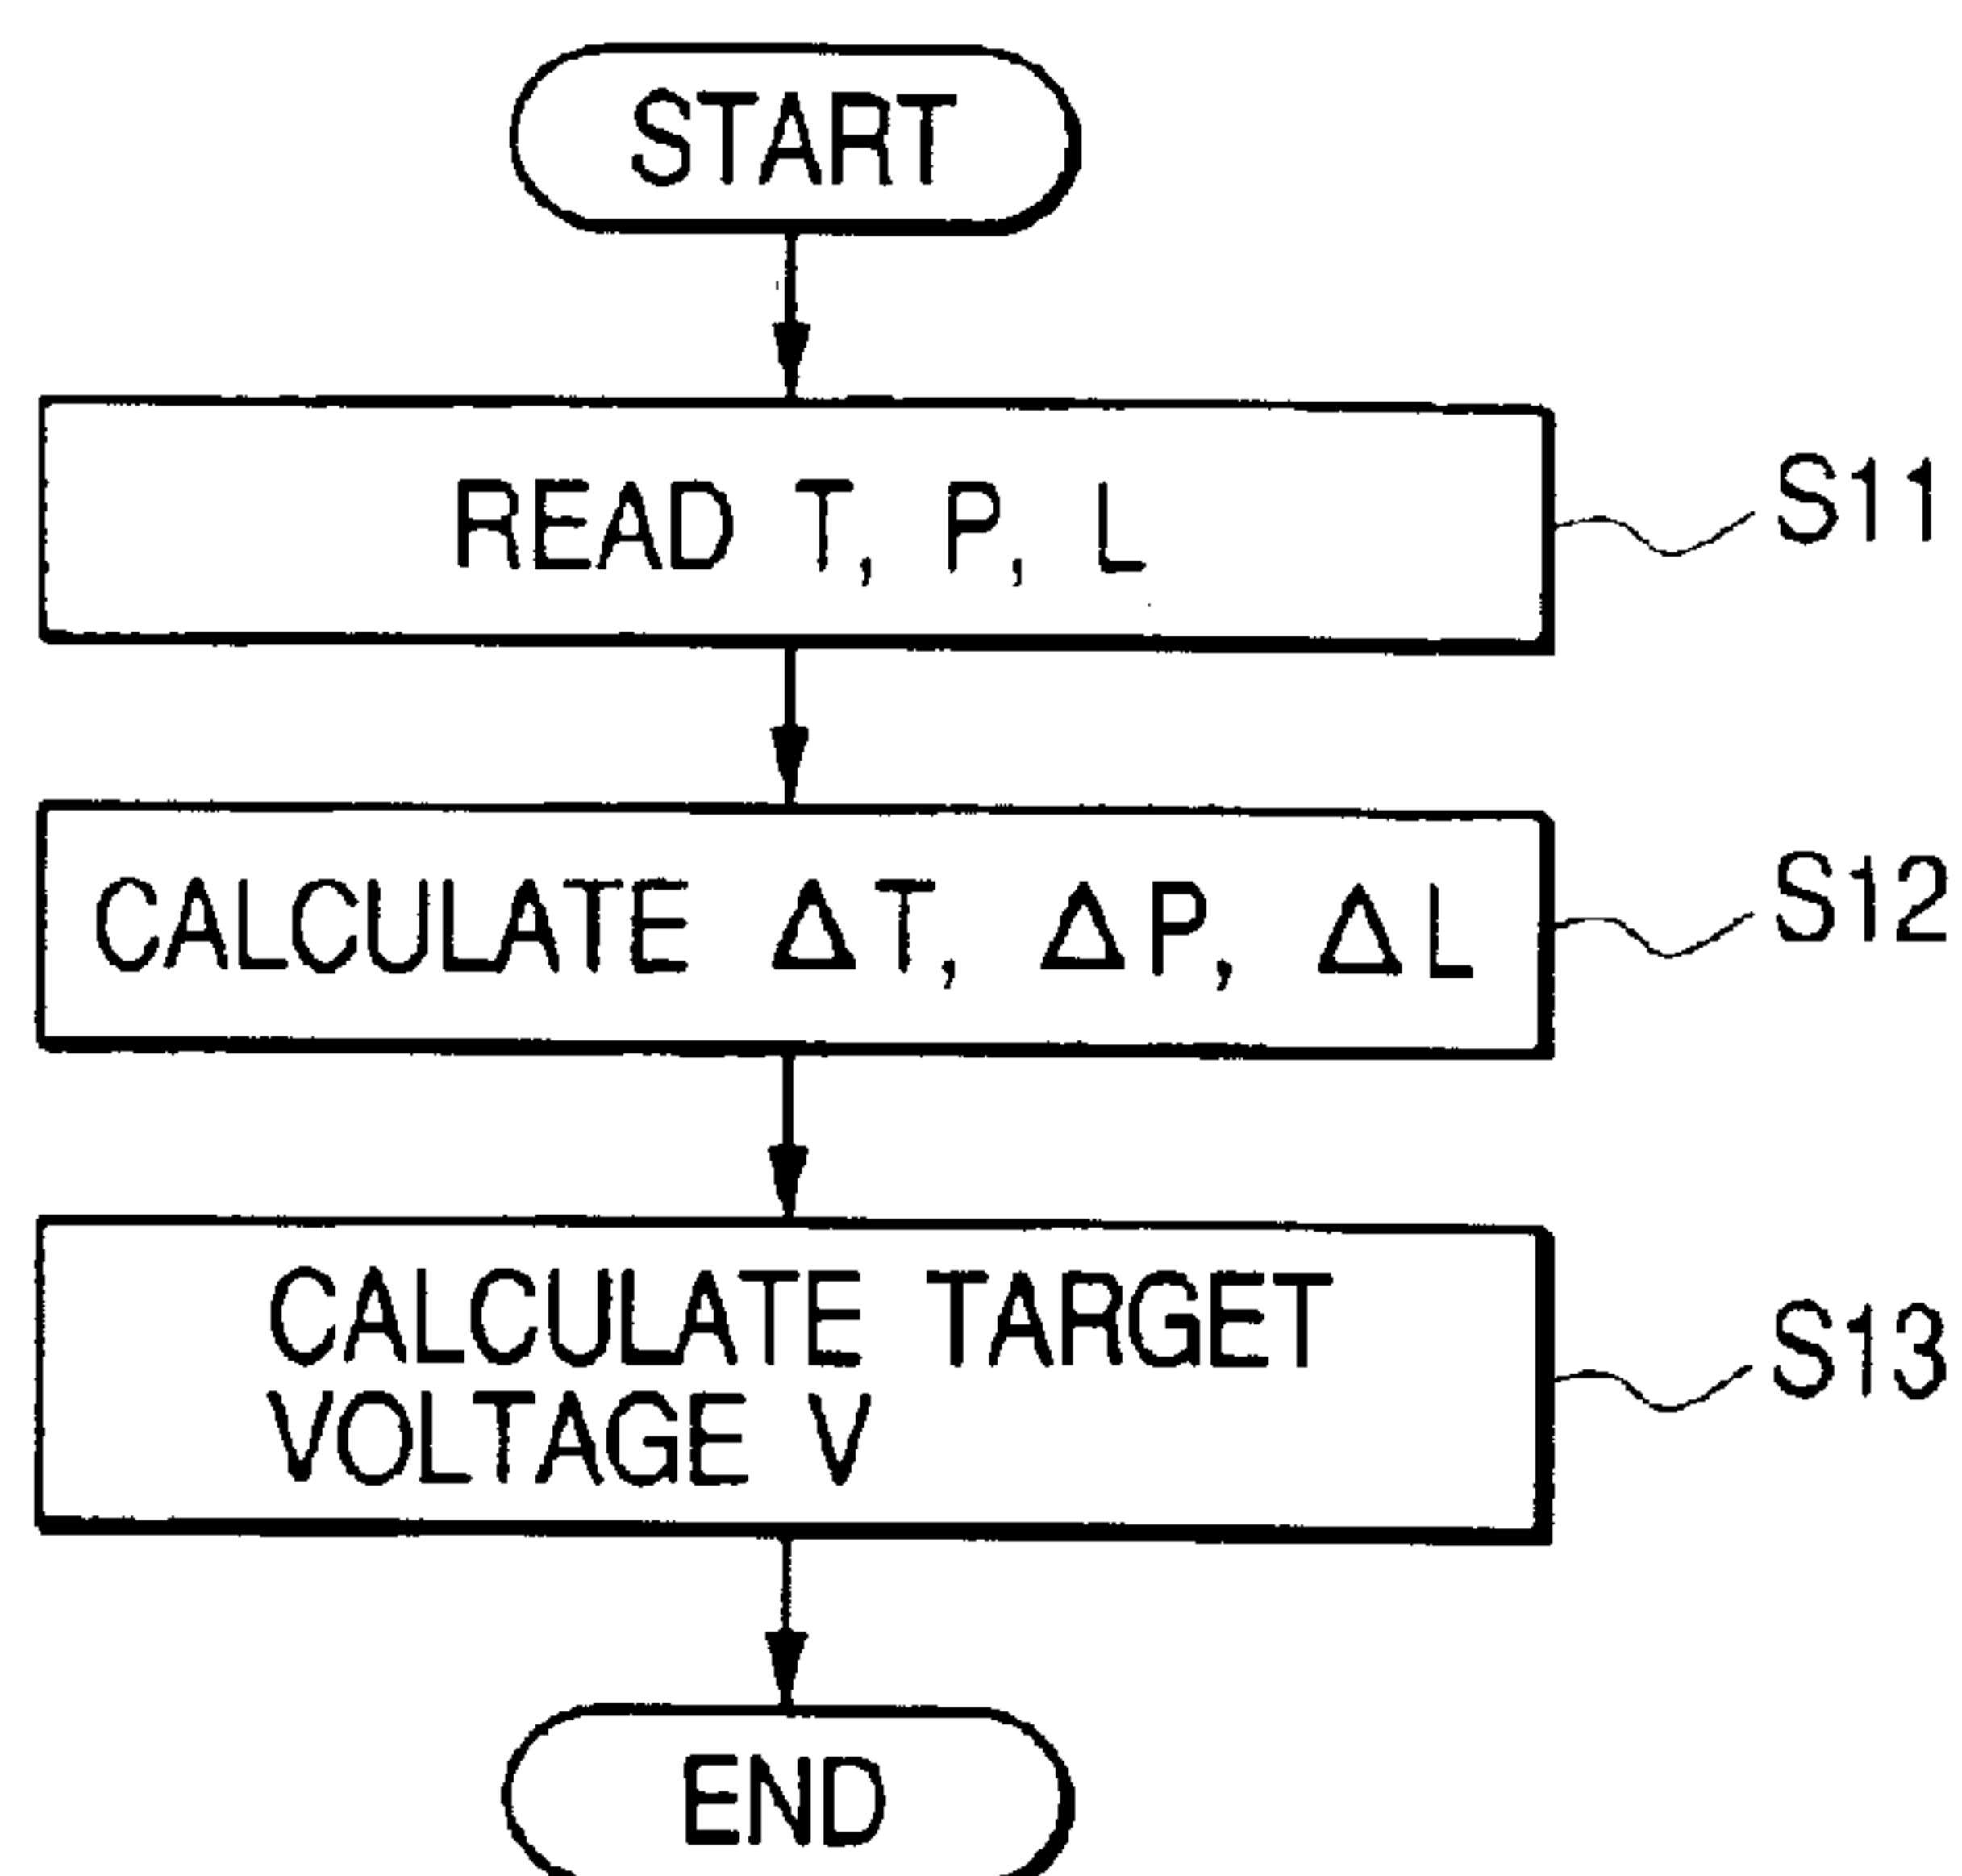 START
READ T, P, L
S11
CALCULATE ΔT, ΔP, ΔL
S12
CALCULATE TARGET
VOLTAGE V
S13
END